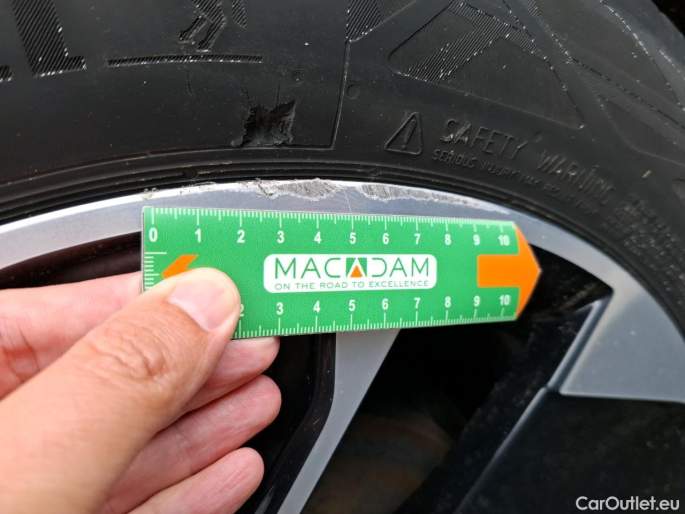 SAFETY WARNING
0 1 2 3 4 5 6 7 8 9 10
MACADAM
ON THE ROAD TO EXCELLENCE
2 3 4 5 6 7 8 9 10
CarOutlet.eu